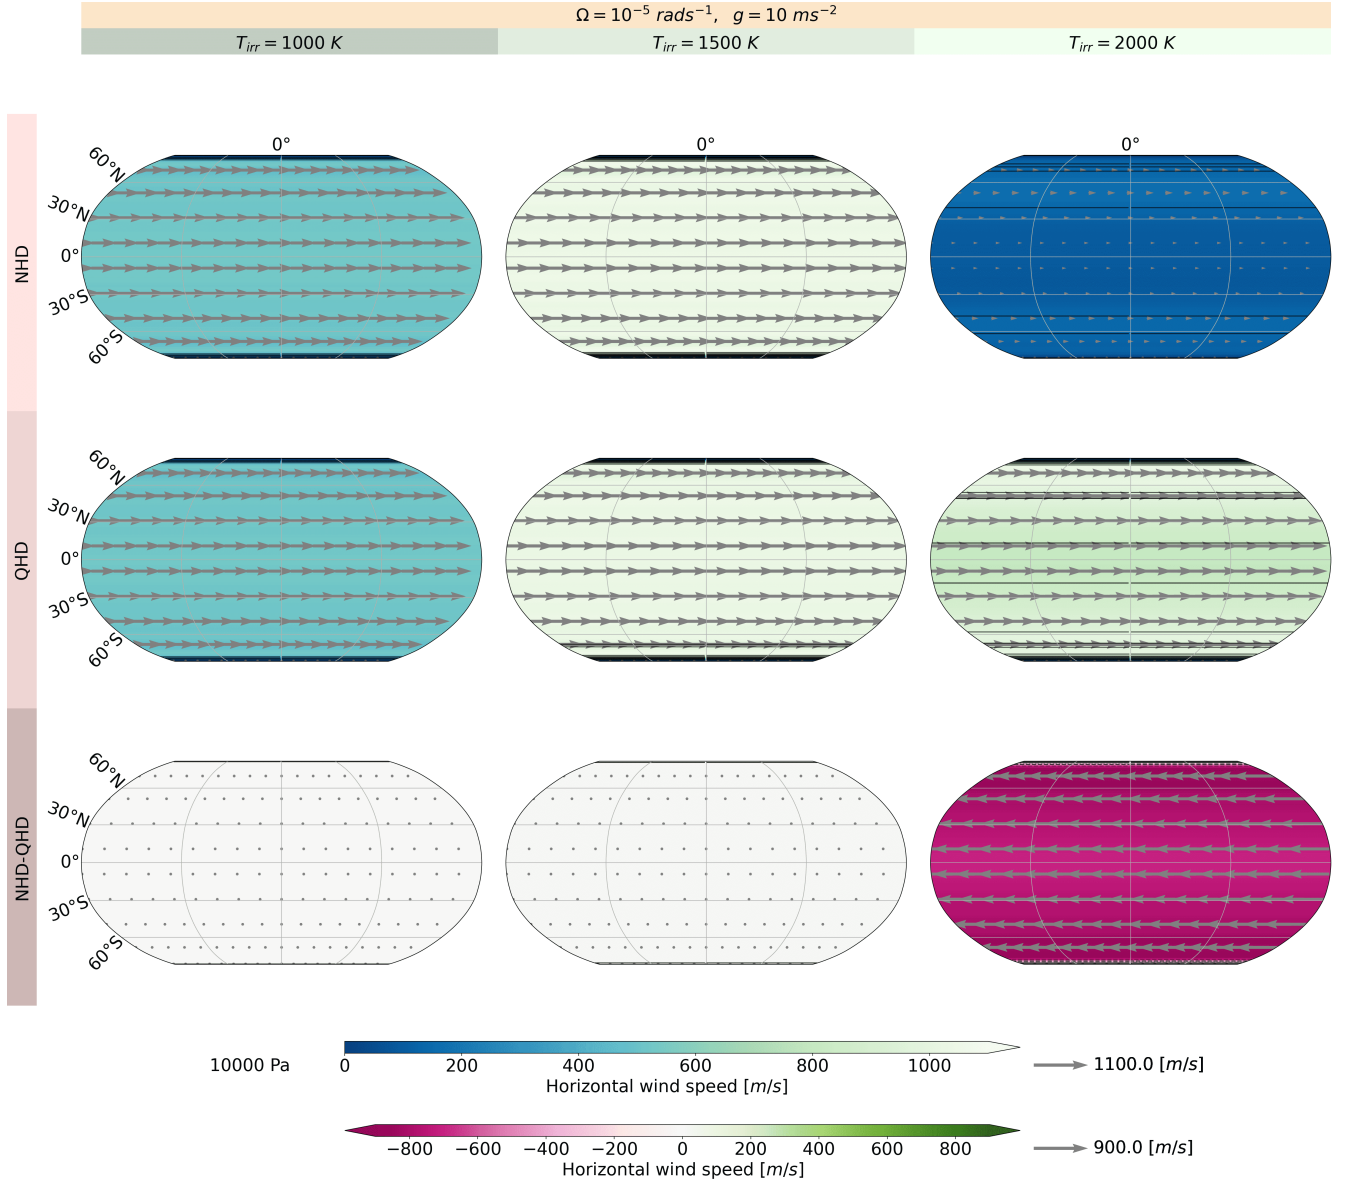 Ω = 10⁻⁵ rads⁻¹, g = 10 ms⁻²
T_irr = 1000 K T_irr = 1500 K T_irr = 2000 K
0° 0° 0°
60°N
30°N
0°
30°S
60°S
NHD
60°N
30°N
0°
30°S
60°S
QHD
60°N
30°N
0°
30°S
60°S
NHD-QHD
10000 Pa 0 200 400 600 800 1000 1100.0 [m/s]
Horizontal wind speed [m/s]
−800 −600 −400 −200 0 200 400 600 800 900.0 [m/s]
Horizontal wind speed [m/s]